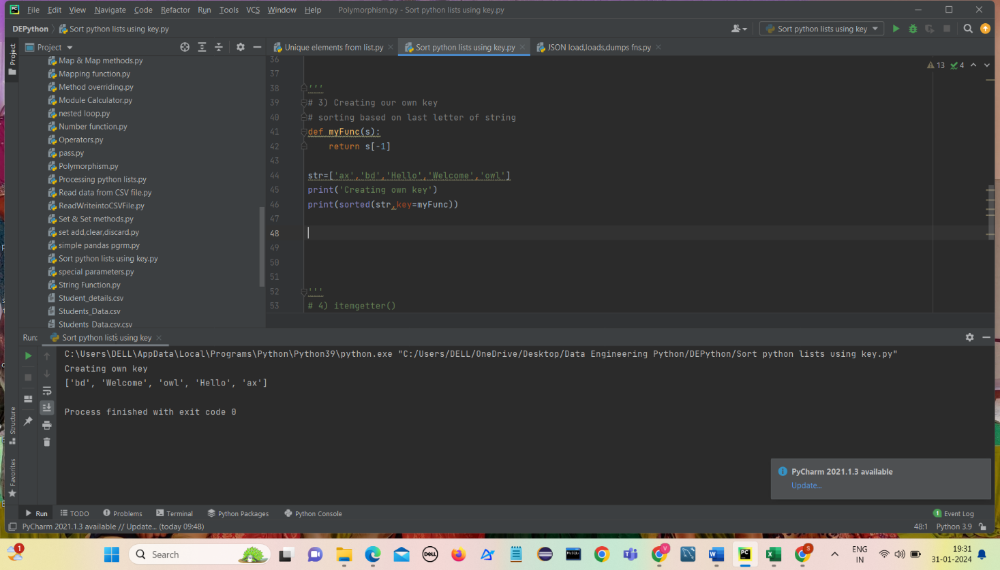 File Edit View Navigate Code Refactor Run Tools VCS Window Help Polymorphism.py - Sort python lists using key.py
DEPython Sort python lists using key.py Sort python lists using key
Project
Project
Unique elements from list.py Sort python lists using key.py JSON load,loads,dumps fns.py
Map & Map methods.py
Mapping function.py
Method overriding.py
Module Calculator.py
nested loop.py
Number function.py
Operators.py
pass.py
Polymorphism.py
Processing python lists.py
Read data from CSV file.py
ReadWriteintoCSVFile.py
Set & Set methods.py
set add,clear,discard.py
simple pandas pgrm.py
Sort python lists using key.py
special parameters.py
String Function.py
Student_details.csv
Students_Data.csv
Students_Data.csv.csv
13 4
36
37
38 '''
39 # 3) Creating our own key
40 # sorting based on last letter of string
41 def myFunc(s):
42 return s[-1]
43
44 str=['ax','bd','Hello','Welcome','owl']
45 print('Creating own key')
46 print(sorted(str,key=myFunc))
47
48
49
50
51
52 '''
53 # 4) itemgetter()
Run: Sort python lists using key
C:\Users\DELL\AppData\Local\Programs\Python\Python39\python.exe "C:/Users/DELL/OneDrive/Desktop/Data Engineering Python/DEPython/Sort python lists using key.py"
Creating own key
['bd', 'Welcome', 'owl', 'Hello', 'ax']
Process finished with exit code 0
Structure
Favorites
PyCharm 2021.1.3 available
Update...
Run TODO Problems Terminal Python Packages Python Console 1 Event Log
PyCharm 2021.1.3 available // Update... (today 09:48) 48:1 Python 3.9
1 Search DELL MySQL V PC S ENG 19:31
IN 31-01-2024